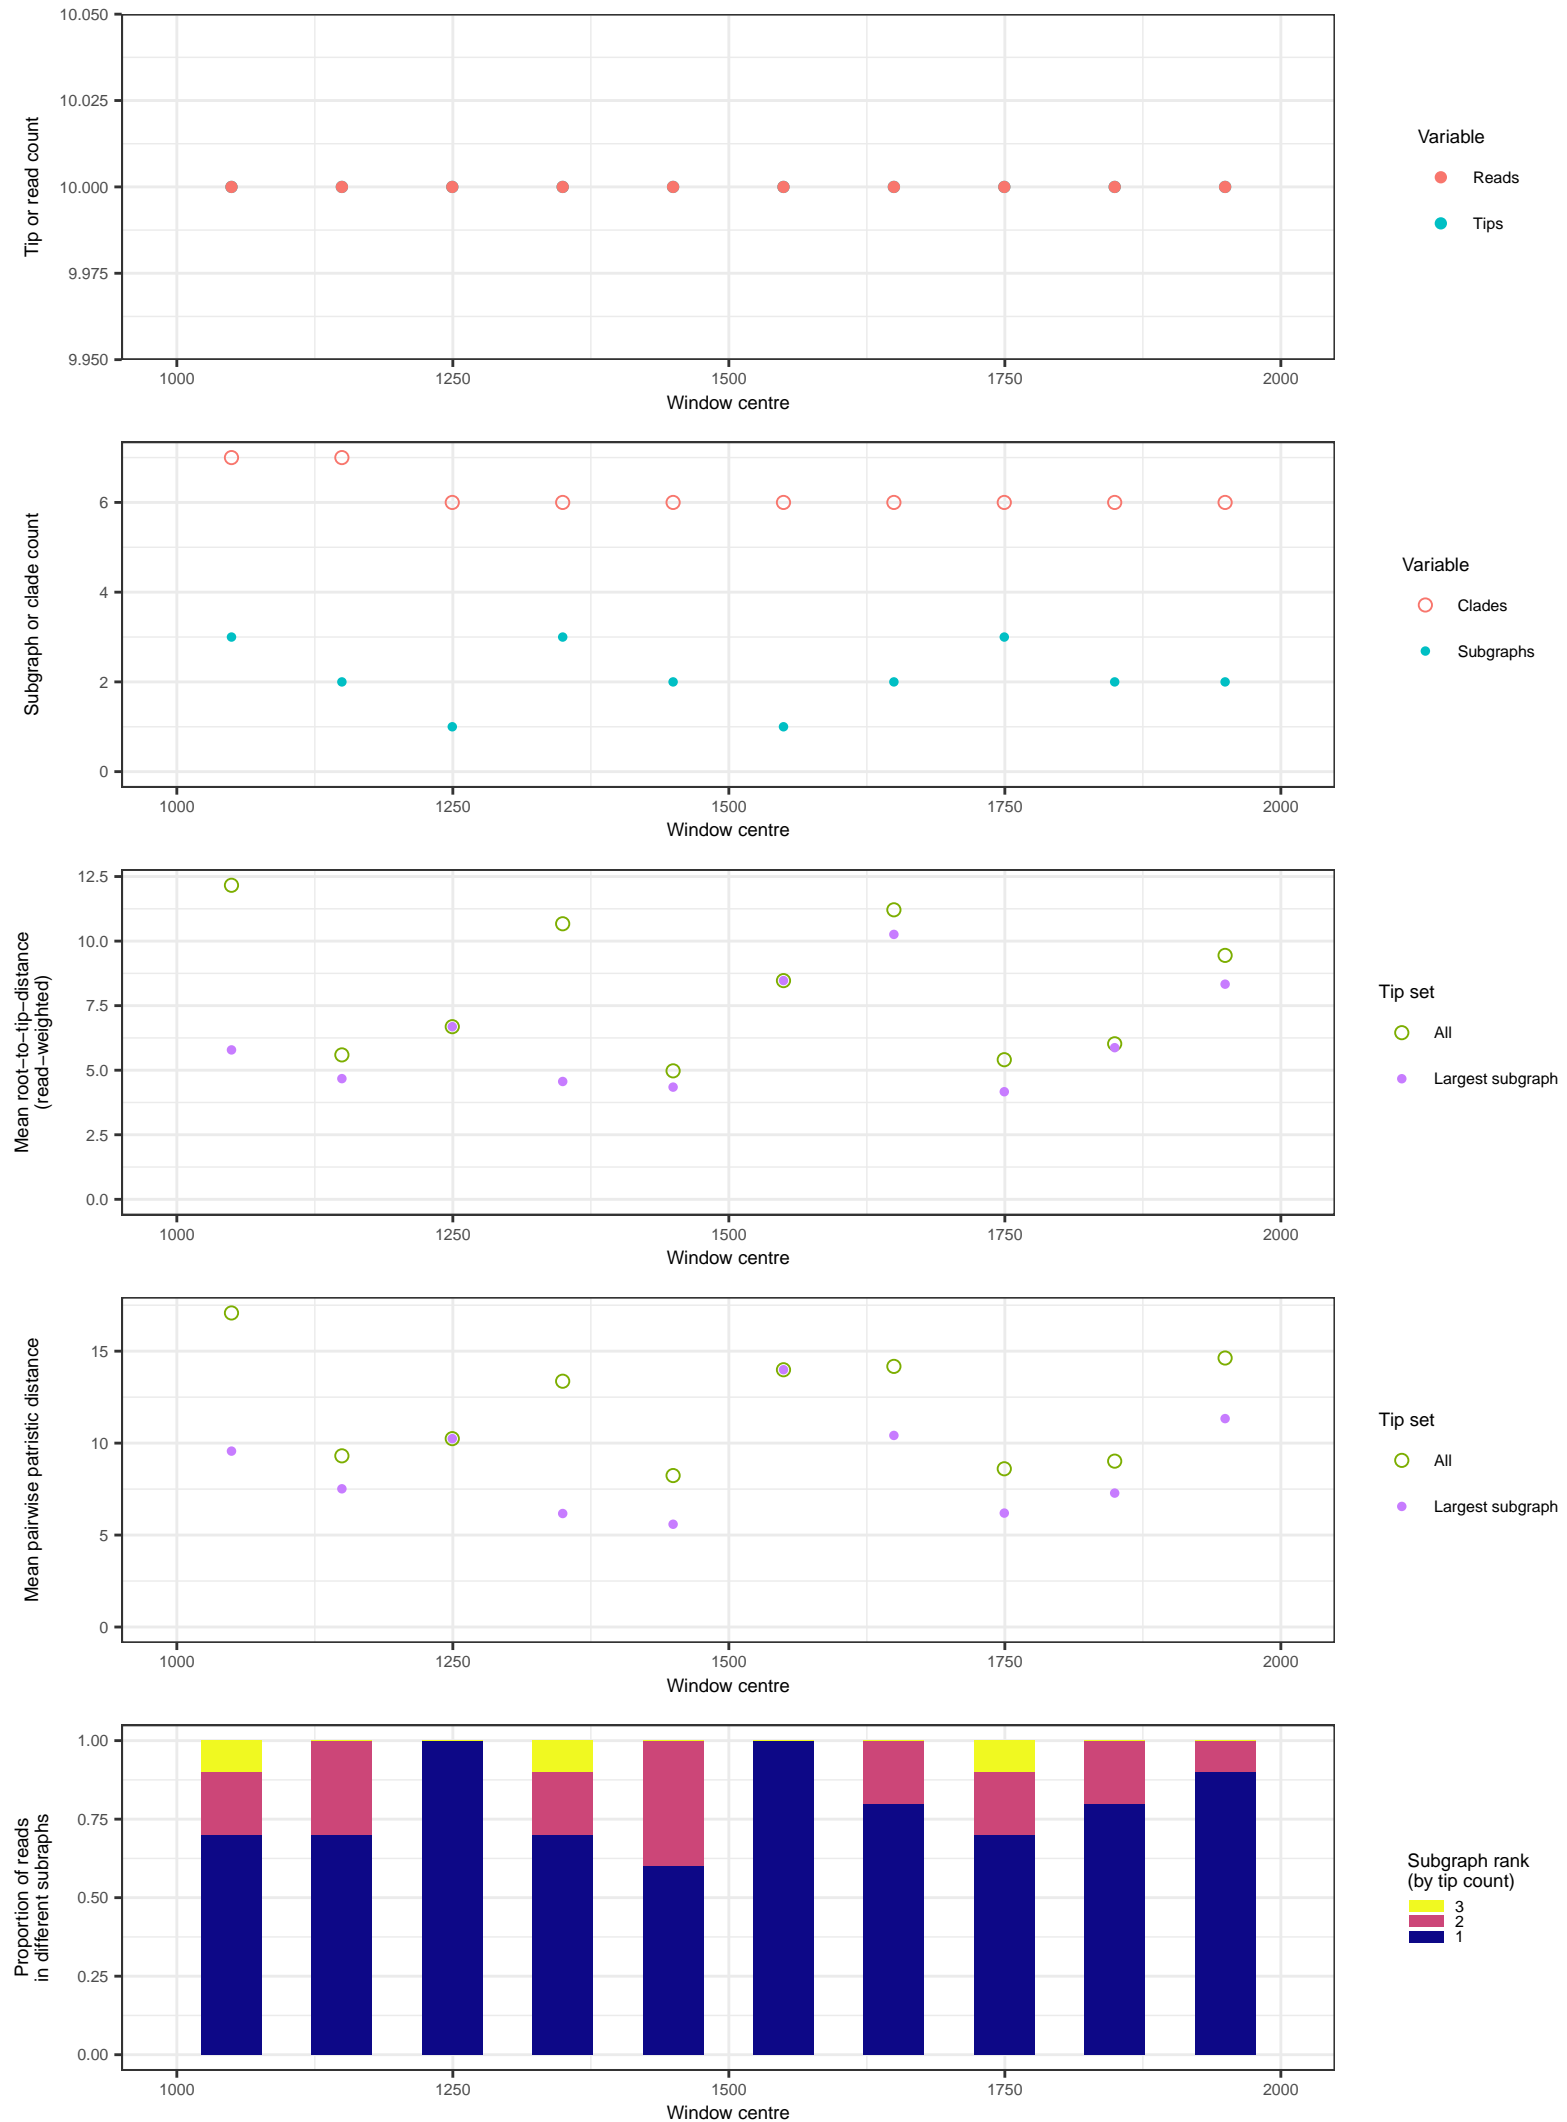 10.050
10.025
10.000
9.975
9.950
Tip or read count
1000 1250 1500 1750 2000
Window centre
Variable
Reads
Tips
6
4
2
0
Subgraph or clade count
1000 1250 1500 1750 2000
Window centre
Variable
Clades
Subgraphs
12.5
10.0
7.5
5.0
2.5
0.0
Mean root−to−tip−distance
(read−weighted)
1000 1250 1500 1750 2000
Window centre
Tip set
All
Largest subgraph
15
10
5
0
Mean pairwise patristic distance
1000 1250 1500 1750 2000
Window centre
Tip set
All
Largest subgraph
1.00
0.75
0.50
0.25
0.00
Proportion of reads
in different subraphs
1000 1250 1500 1750 2000
Window centre
Subgraph rank
(by tip count)
3
2
1